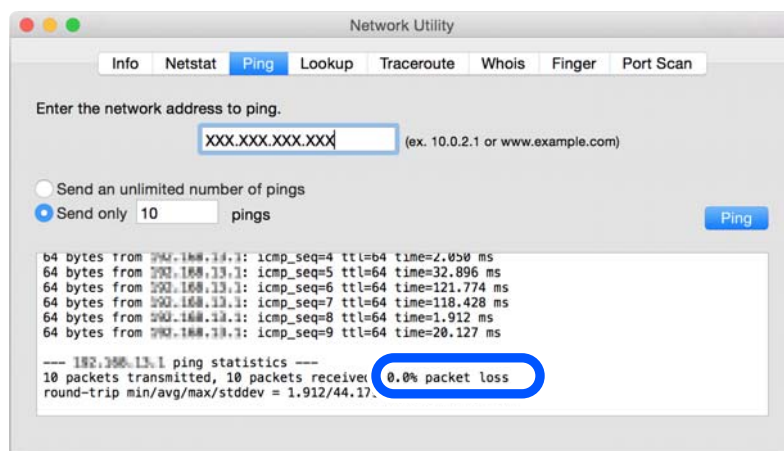 Network Utility
Info Netstat Ping Lookup Traceroute Whois Finger Port Scan
Enter the network address to ping.
XXX.XXX.XXX.XXX (ex. 10.0.2.1 or www.example.com)
Send an unlimited number of pings
Send only 10 pings
Ping
64 bytes from : icmp_seq=4 ttl=64 time=2.050 ms
64 bytes from : icmp_seq=5 ttl=64 time=32.896 ms
64 bytes from : icmp_seq=6 ttl=64 time=121.774 ms
64 bytes from : icmp_seq=7 ttl=64 time=118.428 ms
64 bytes from : icmp_seq=8 ttl=64 time=1.912 ms
64 bytes from : icmp_seq=9 ttl=64 time=20.127 ms
--- ping statistics ---
10 packets transmitted, 10 packets received 0.0% packet loss
round-trip min/avg/max/stddev = 1.912/44.17